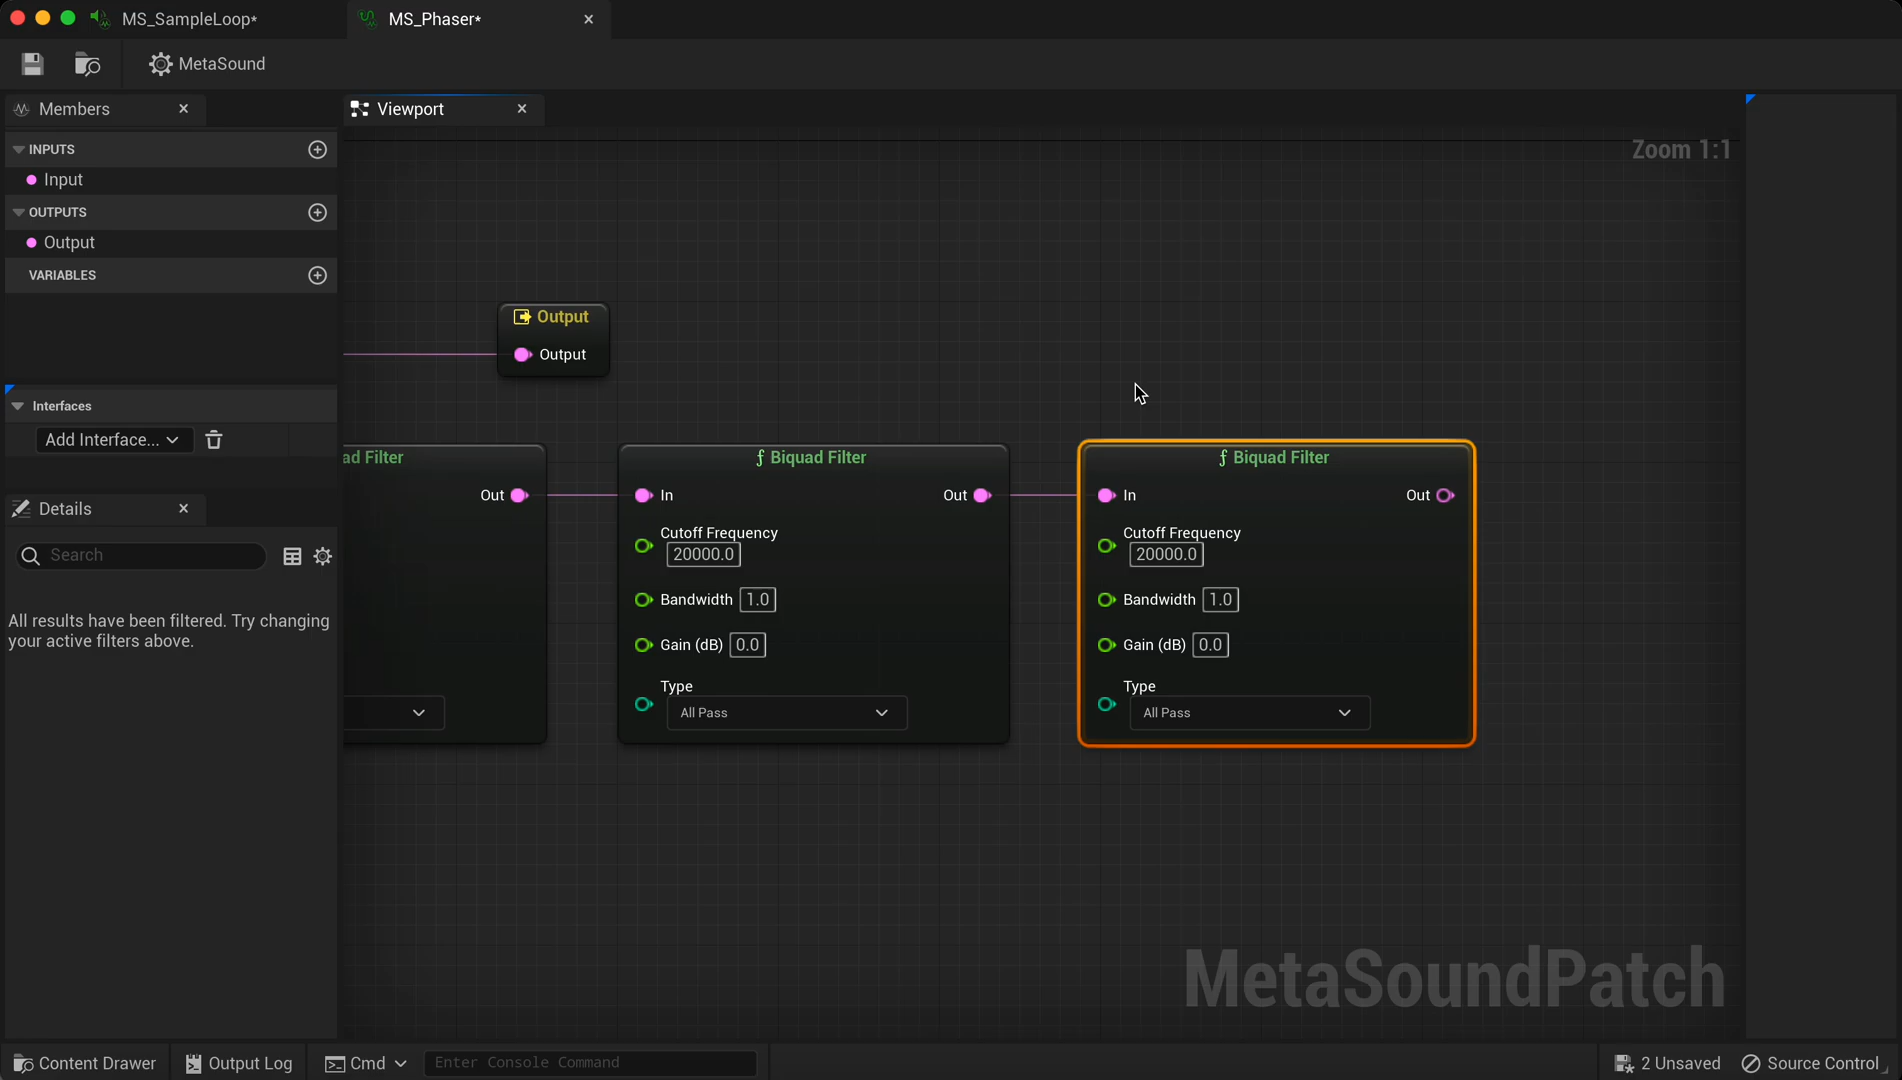 MS_SampleLoop*
MS_Phaser*
MetaSound
Members
Viewport
INPUTS
Input
OUTPUTS
Output
VARIABLES
Zoom 1:1
Output
Output
Interfaces
Add Interface...
Details
Search
All results have been filtered. Try changing
your active filters above.
ad Filter
Out
Biquad Filter
In
Out
Cutoff Frequency
20000.0
Bandwidth 1.0
Gain (dB) 0.0
Type
All Pass
Biquad Filter
In
Out
Cutoff Frequency
20000.0
Bandwidth 1.0
Gain (dB) 0.0
Type
All Pass
MetaSoundPatch
Content Drawer
Output Log
Cmd
Enter Console Command
2 Unsaved
Source Control